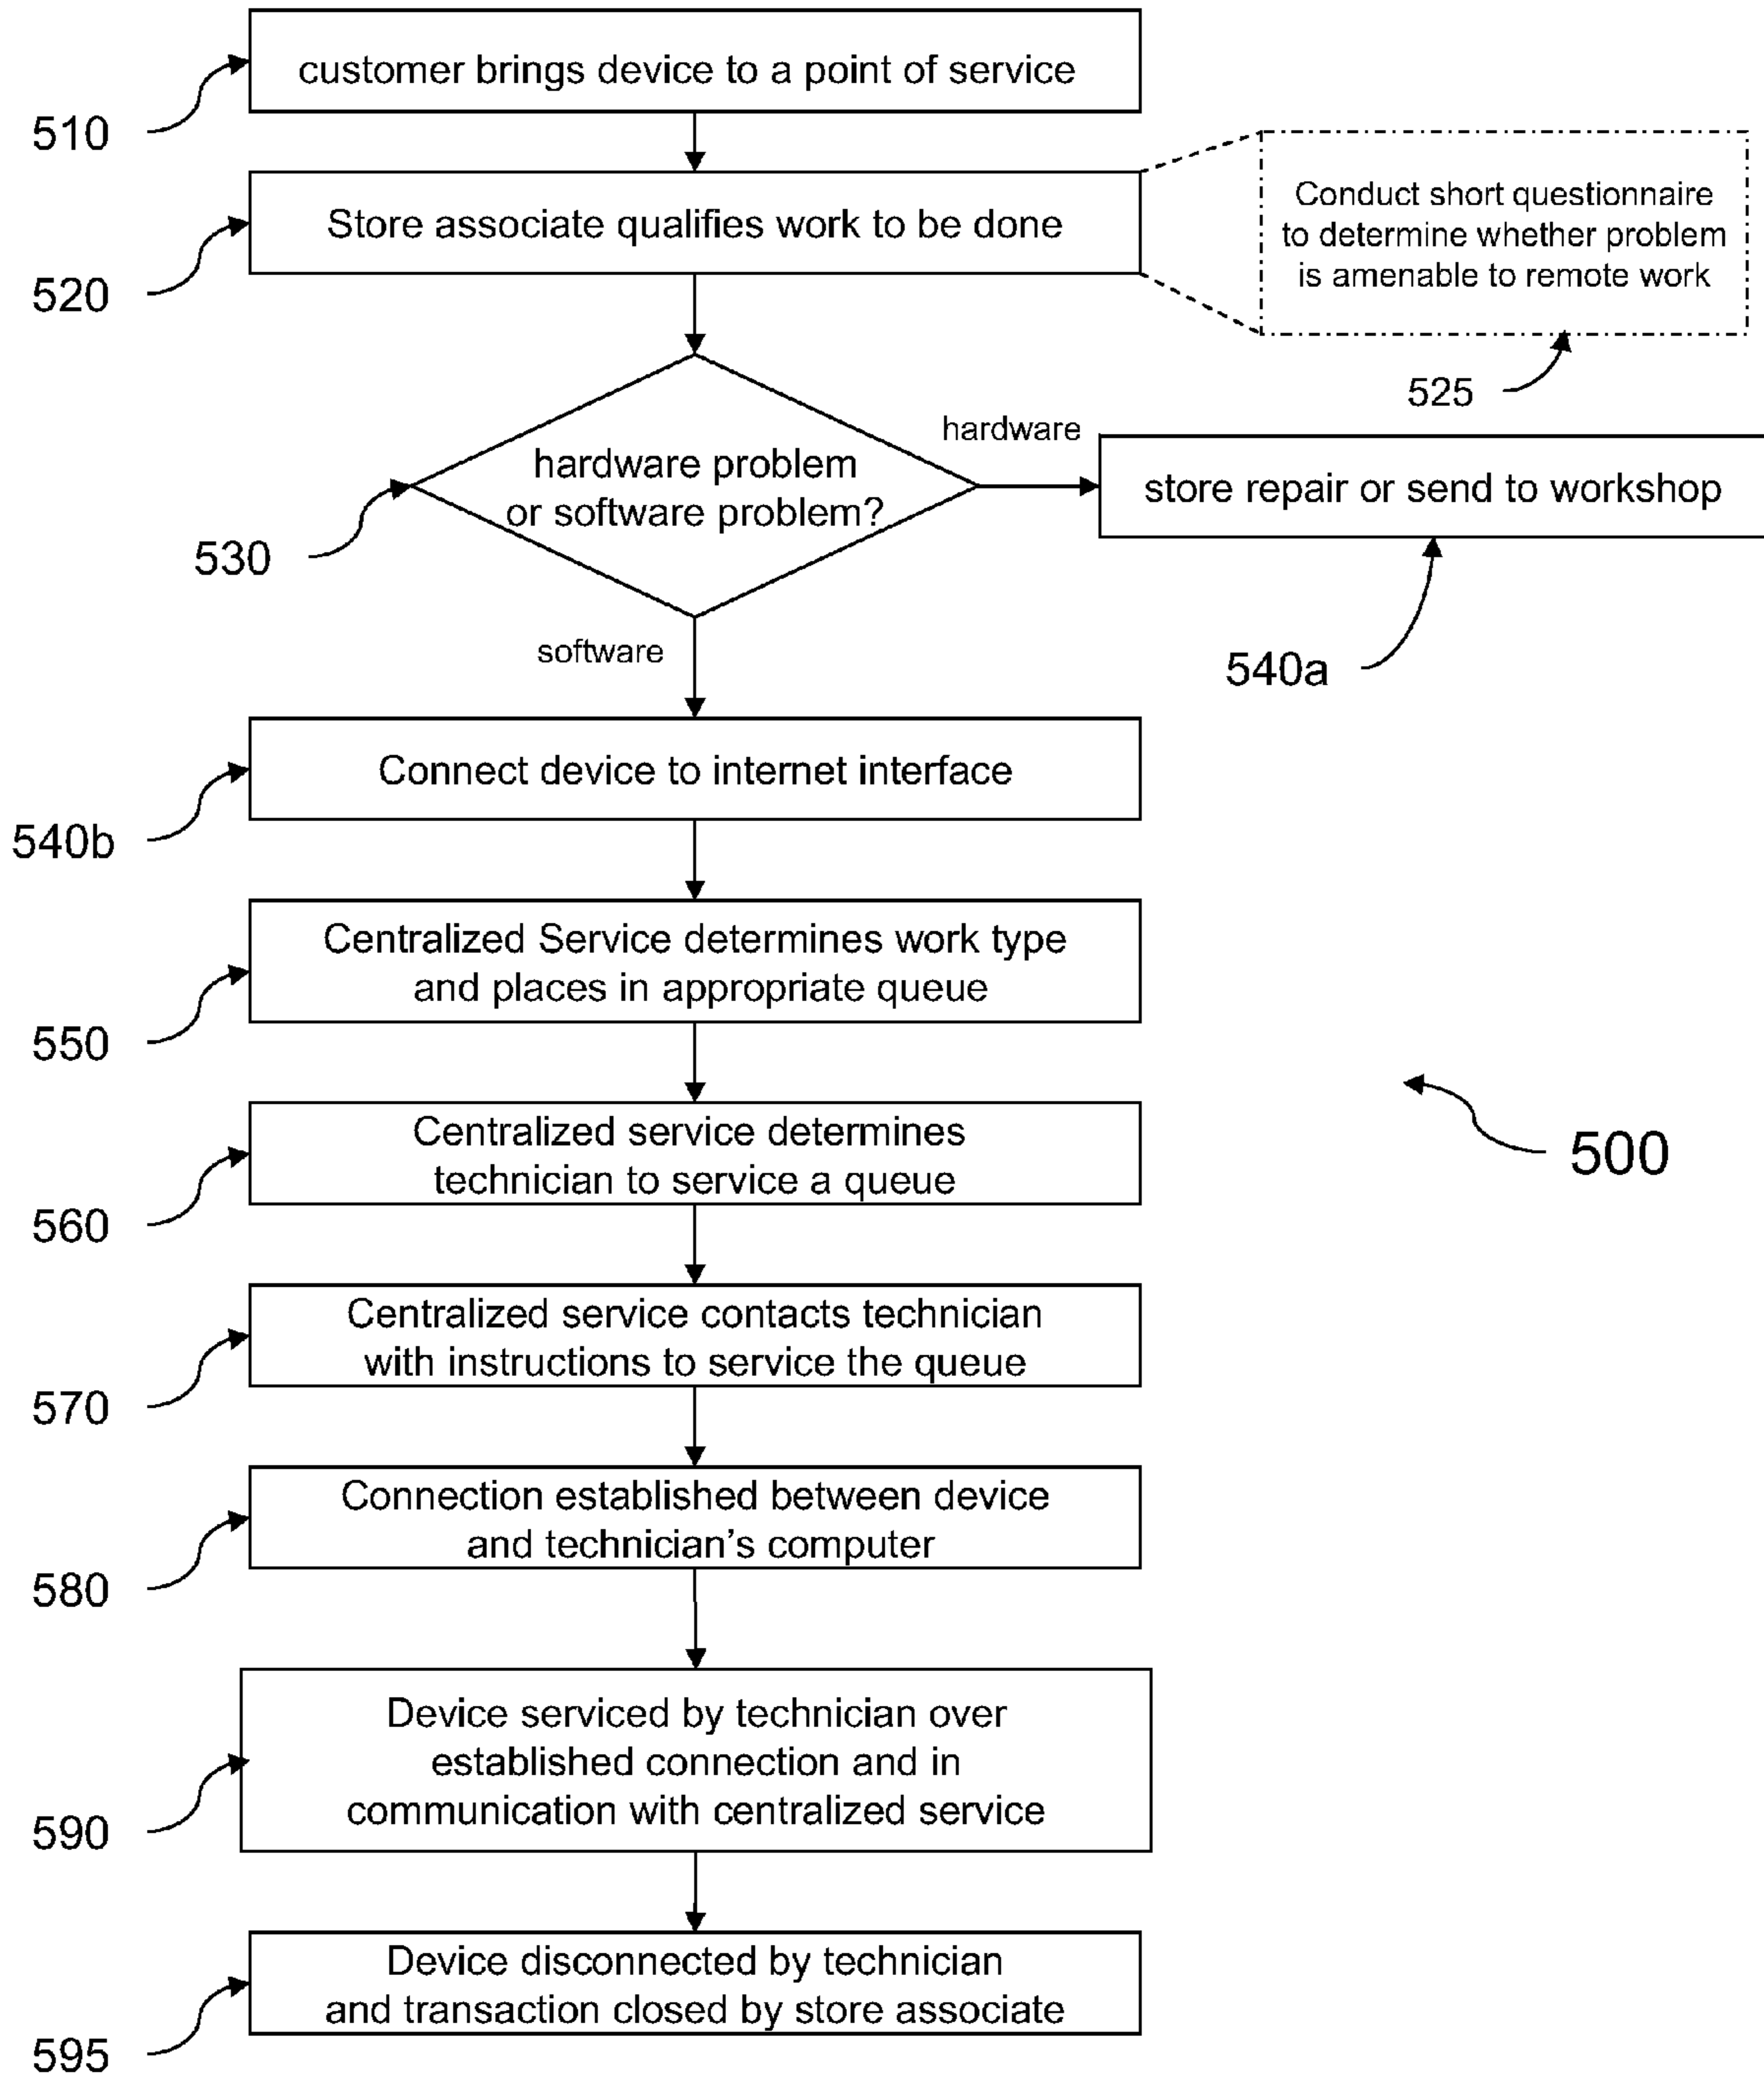 customer brings device to a point of service
510
Store associate qualifies work to be done
520
Conduct short questionnaire
to determine whether problem
is amenable to remote work
525
hardware problem
or software problem?
530
hardware
store repair or send to workshop
540a
software
Connect device to internet interface
540b
Centralized Service determines work type
and places in appropriate queue
550
500
Centralized service determines
technician to service a queue
560
Centralized service contacts technician
with instructions to service the queue
570
Connection established between device
and technician's computer
580
Device serviced by technician over
established connection and in
communication with centralized service
590
Device disconnected by technician
and transaction closed by store associate
595